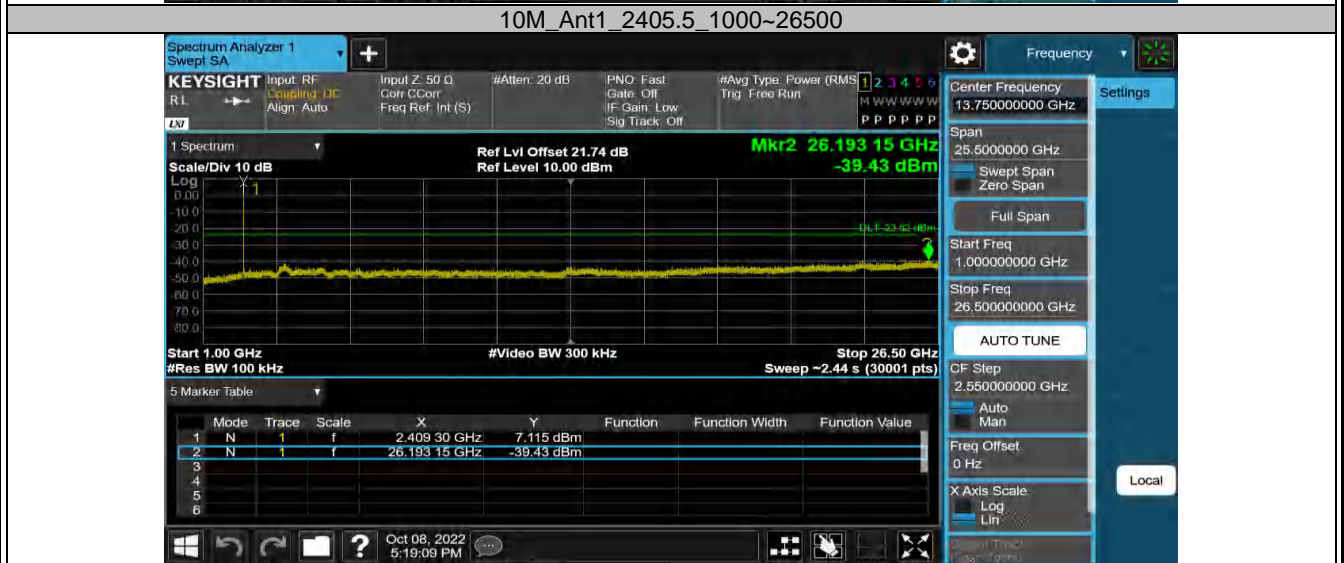 10M_Ant1_2405.5_1000~26500
Spectrum Analyzer 1
Swept SA
+
Frequency
KEYSIGHT
RL
LXI
Input: RF
Coupling: DC
Align: Auto
Input Z: 50 Ω
Corr CCorr
Freq Ref: Int (S)
#Atten: 20 dB
PNO: Fast
Gate: Off
IF Gain: Low
Sig Track: Off
#Avg Type: Power (RMS
Trig: Free Run
1 2 3 4 5 6
M W W W W W
P P P P P P
Center Frequency
13.750000000 GHz
Settings
1 Spectrum
Scale/Div 10 dB
Ref Lvl Offset 21.74 dB
Ref Level 10.00 dBm
Mkr2 26.193 15 GHz
-39.43 dBm
Span
25.5000000 GHz
Swept Span
Zero Span
Full Span
Start Freq
1.000000000 GHz
Stop Freq
26.500000000 GHz
AUTO TUNE
CF Step
2.550000000 GHz
Auto
Man
Freq Offset
0 Hz
X Axis Scale
Log
Lin
Local
Log
0.00
-10.0
-20.0
-30.0
-40.0
-50.0
-60.0
-70.0
-80.0
1
2
Start 1.00 GHz
#Video BW 300 kHz
Stop 26.50 GHz
#Res BW 100 kHz
Sweep ~2.44 s (30001 pts)
5 Marker Table
Mode Trace Scale X Y Function Function Width Function Value
1 N 1 f 2.409 30 GHz 7.115 dBm
2 N 1 f 26.193 15 GHz -39.43 dBm
3
4
5
6
?
Oct 08, 2022
5:19:09 PM